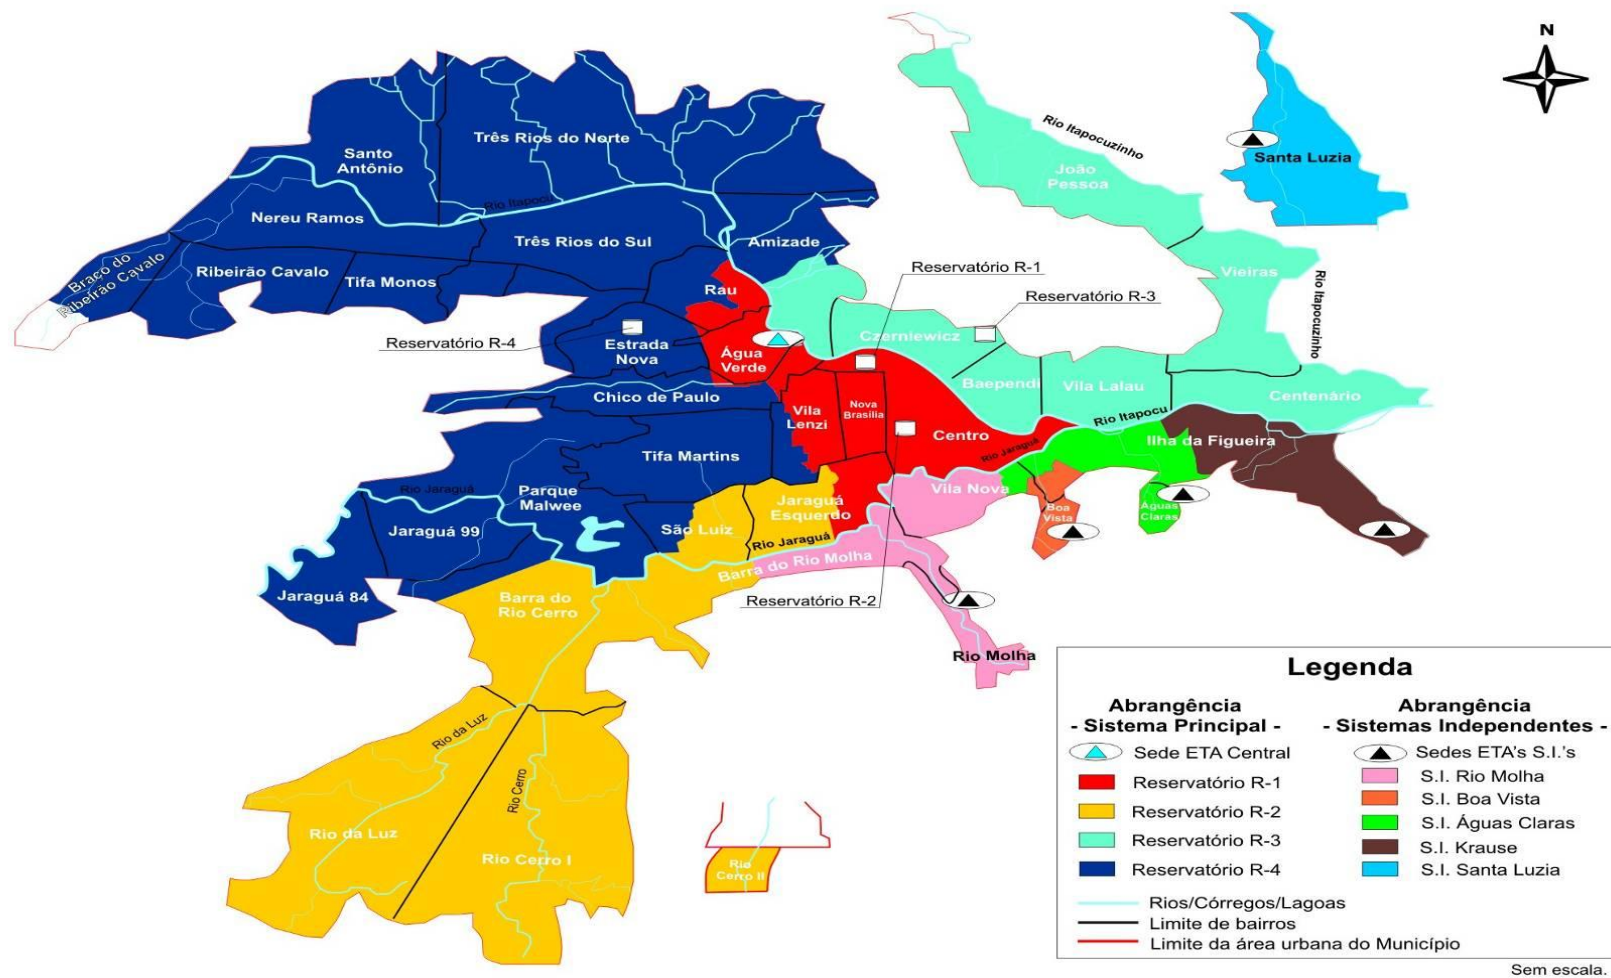 N
Rio Itapocuzinho
Santa Luzia
João
Pessoa
Três Rios do Norte
Santo
Antônio
Rio Itapocu
Nereu Ramos
Três Rios do Sul
Amizade
Braço do
Ribeirão Cavalo
Ribeirão Cavalo
Tifa Monos
Rau
Reservatório R-1
Vieiras
Rio Itapocuzinho
Reservatório R-3
Reservatório R-4
Estrada
Nova
Água
Verde
Czerniewicz
Baependi
Vila Lalau
Centenário
Chico de Paulo
Vila
Lenzi
Nova
Brasília
Centro
Rio Itapocu
Rio Jaraguá
Ilha da Figueira
Tifa Martins
Rio Jaraguá
Parque
Malwee
Jaraguá 99
São Luiz
Jaraguá
Esquerdo
Vila Nova
Boa
Vista
Águas
Claras
Rio Jaraguá
Barra do Rio Molha
Jaraguá 84
Barra do
Rio Cerro
Reservatório R-2
Rio Molha
Rio da Luz
Rio Cerro
Rio da Luz
Rio Cerro I
Rio
Cerro II
Legenda
Abrangência
- Sistema Principal -
Sede ETA Central
Reservatório R-1
Reservatório R-2
Reservatório R-3
Reservatório R-4
Abrangência
- Sistemas Independentes -
Sedes ETA's S.I.'s
S.I. Rio Molha
S.I. Boa Vista
S.I. Águas Claras
S.I. Krause
S.I. Santa Luzia
Rios/Córregos/Lagoas
Limite de bairros
Limite da área urbana do Município
Sem escala.